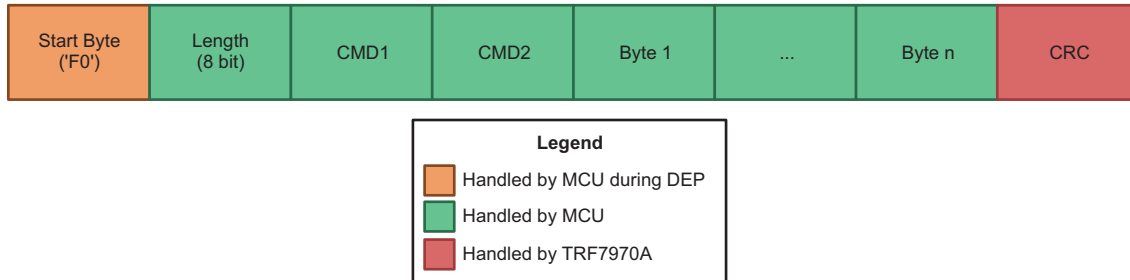 Start Byte
('F0')
Length
(8 bit)
CMD1
CMD2
Byte 1
...
Byte n
CRC
Legend
Handled by MCU during DEP
Handled by MCU
Handled by TRF7970A